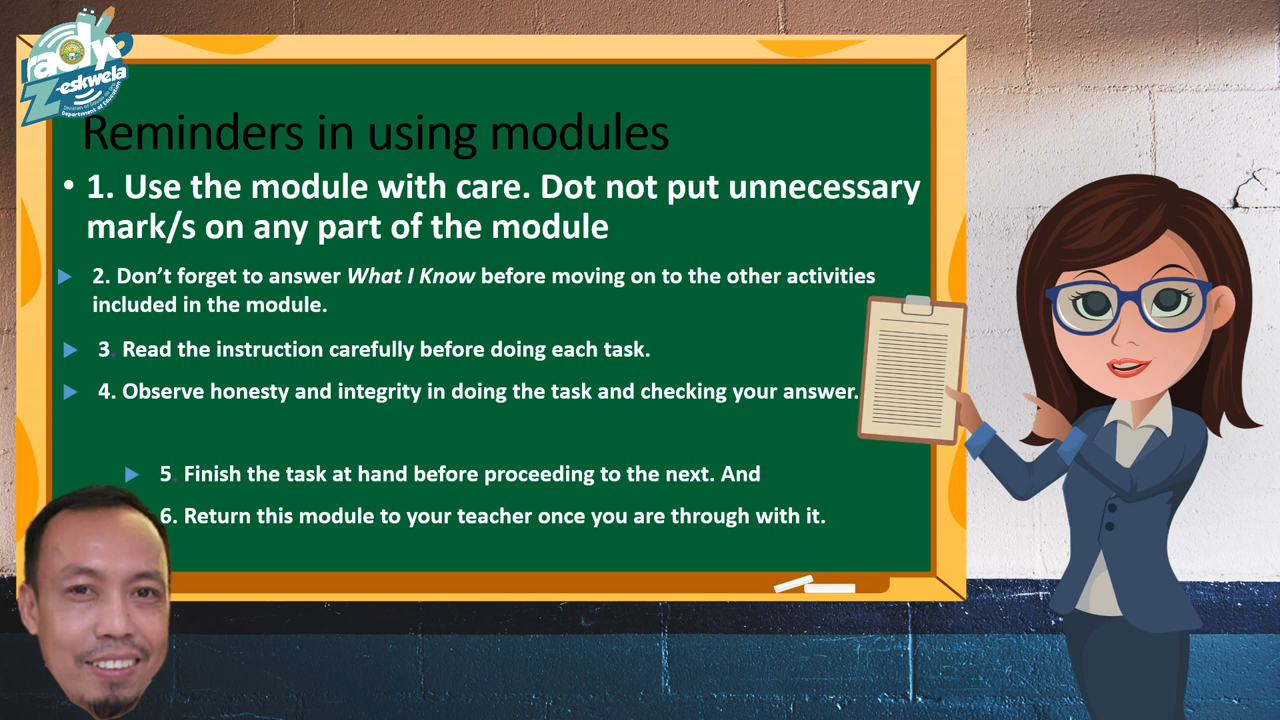 radyo
Z-eskwela
Department of Education
Reminders in using modules
• 1. Use the module with care. Dot not put unnecessary
mark/s on any part of the module
2. Don’t forget to answer What I Know before moving on to the other activities
included in the module.
3. Read the instruction carefully before doing each task.
4. Observe honesty and integrity in doing the task and checking your answer.
5. Finish the task at hand before proceeding to the next. And
6. Return this module to your teacher once you are through with it.